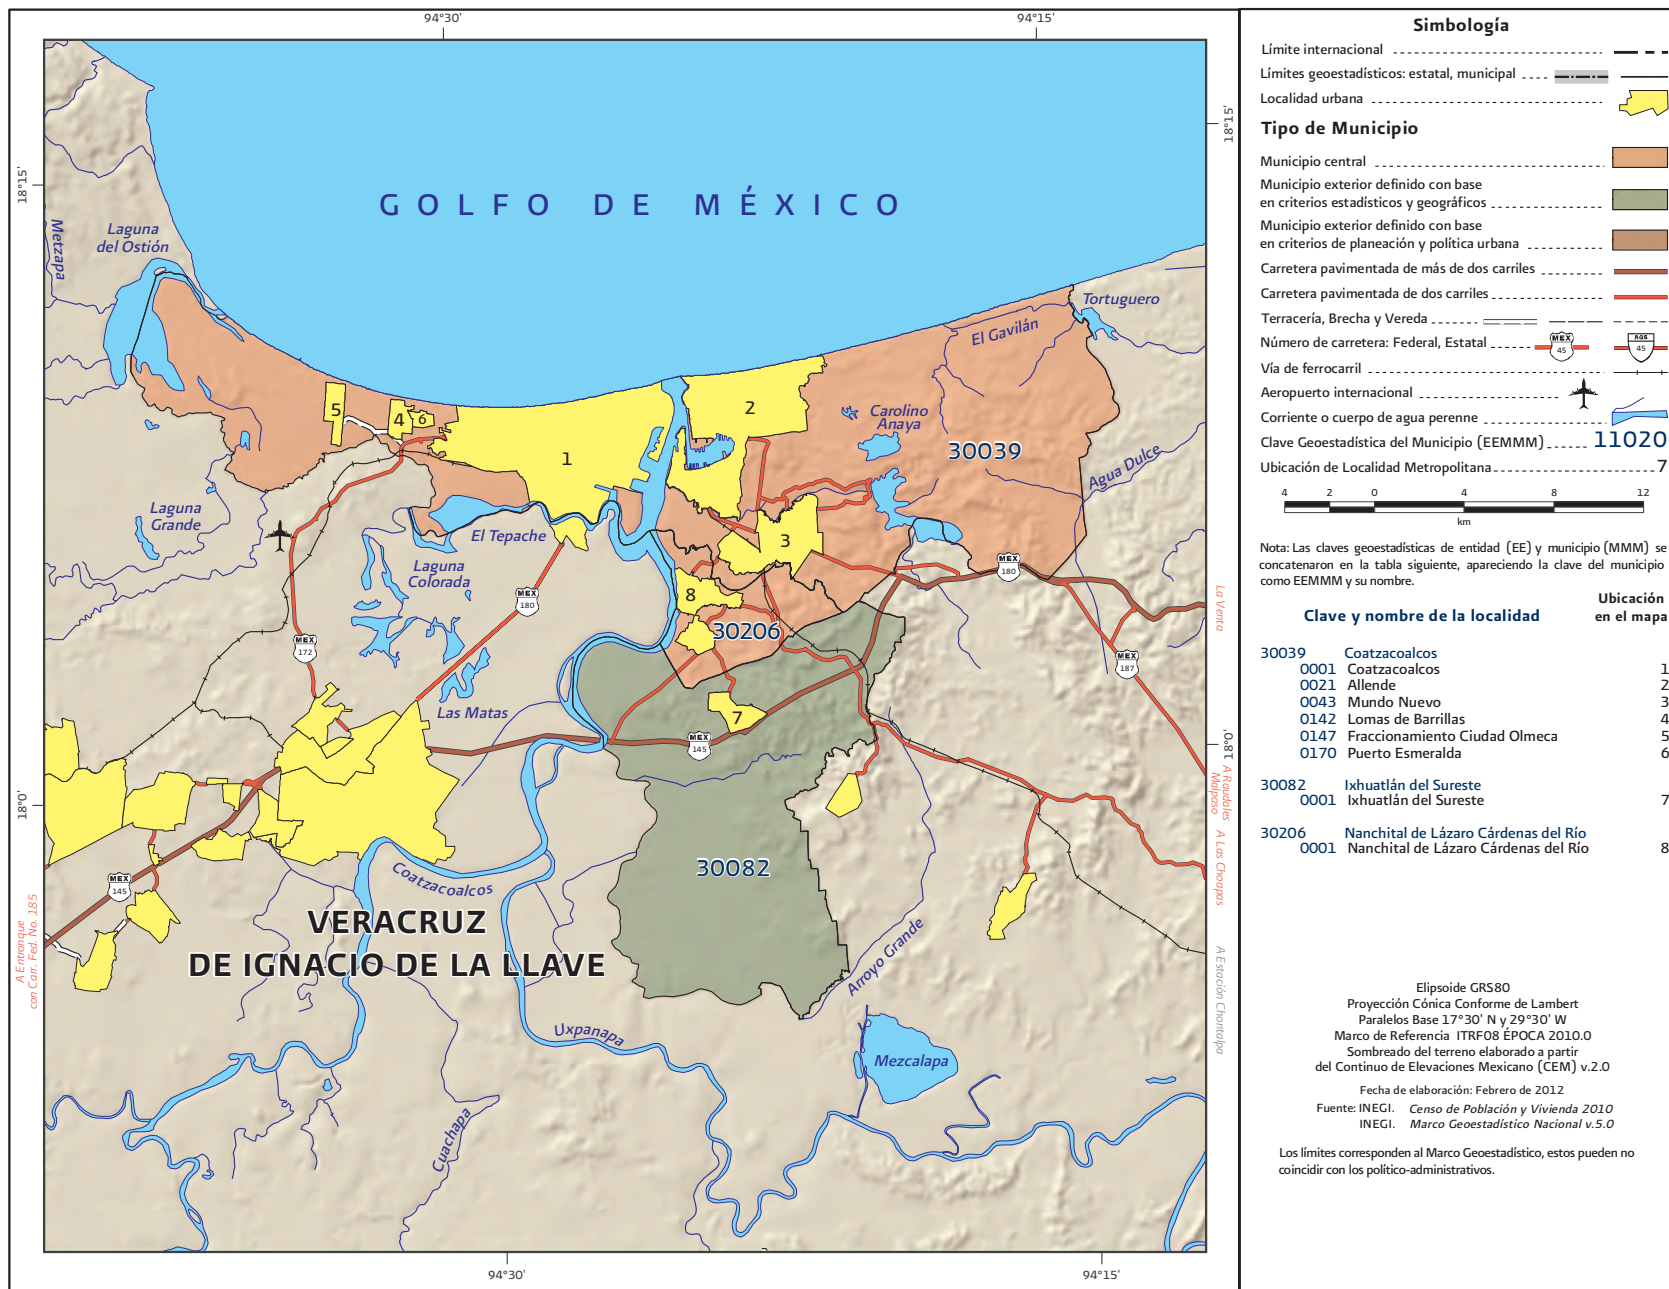 94°30'
94°15'
18°15'
18°15'
GOLFO DE MÉXICO
Metzapa
Laguna
del Ostión
Tortuguero
El Gavilán
5
4
6
2
1
Carolino
Anaya
30039
Agua Dulce
Laguna
Grande
El Tepache
3
Laguna
Colorada
MEX
180
MEX
180
8
30206
La Venta
MEX
172
MEX
187
Las Matas
7
MEX
145
18°0'
18°0'
A Raudales
Malpaso
A Las Choapas
30082
MEX
145
Coatzacoalcos
VERACRUZ
DE IGNACIO DE LA LLAVE
A Entronque
con Carr. Fed. No. 185
Arroyo Grande
A Estación Chontalpa
Uxpanapa
Mezcalapa
Cuachapa
94°30'
94°15'
Simbología
Límite internacional
Límites geoestadísticos: estatal, municipal
Localidad urbana
Tipo de Municipio
Municipio central
Municipio exterior definido con base
en criterios estadísticos y geográficos
Municipio exterior definido con base
en criterios de planeación y política urbana
Carretera pavimentada de más de dos carriles
Carretera pavimentada de dos carriles
Terracería, Brecha y Vereda
Número de carretera: Federal, Estatal MEX 45 AGS 45
Vía de ferrocarril
Aeropuerto internacional
Corriente o cuerpo de agua perenne
Clave Geoestadística del Municipio (EEMMM) 11020
Ubicación de Localidad Metropolitana 7
4 2 0 4 8 12
km
Nota: Las claves geoestadísticas de entidad (EE) y municipio (MMM) se
concatenaron en la tabla siguiente, apareciendo la clave del municipio
como EEMMM y su nombre.
Clave y nombre de la localidad
Ubicación
en el mapa
30039 Coatzacoalcos
0001 Coatzacoalcos 1
0021 Allende 2
0043 Mundo Nuevo 3
0142 Lomas de Barrillas 4
0147 Fraccionamiento Ciudad Olmeca 5
0170 Puerto Esmeralda 6
30082 Ixhuatlán del Sureste
0001 Ixhuatlán del Sureste 7
30206 Nanchital de Lázaro Cárdenas del Río
0001 Nanchital de Lázaro Cárdenas del Río 8
Elipsoide GRS80
Proyección Cónica Conforme de Lambert
Paralelos Base 17°30' N y 29°30' W
Marco de Referencia ITRF08 ÉPOCA 2010.0
Sombreado del terreno elaborado a partir
del Continuo de Elevaciones Mexicano (CEM) v.2.0
Fecha de elaboración: Febrero de 2012
Fuente: INEGI. Censo de Población y Vivienda 2010
INEGI. Marco Geoestadístico Nacional v.5.0
Los límites corresponden al Marco Geoestadístico, estos pueden no
coincidir con los político-administrativos.